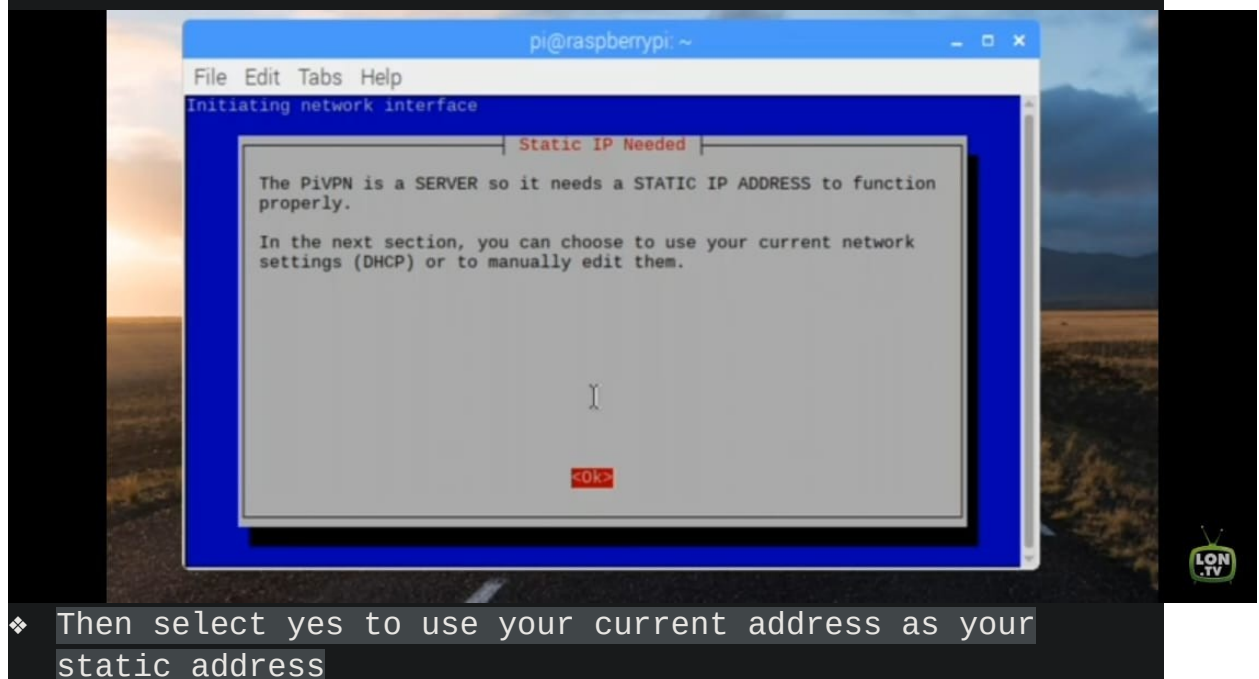 pi@raspberrypi: ~
File Edit Tabs Help
Initiating network interface
Static IP Needed
The PiVPN is a SERVER so it needs a STATIC IP ADDRESS to function
properly.
In the next section, you can choose to use your current network
settings (DHCP) or to manually edit them.
<Ok>
LON
.TV
❖ Then select yes to use your current address as your
static address